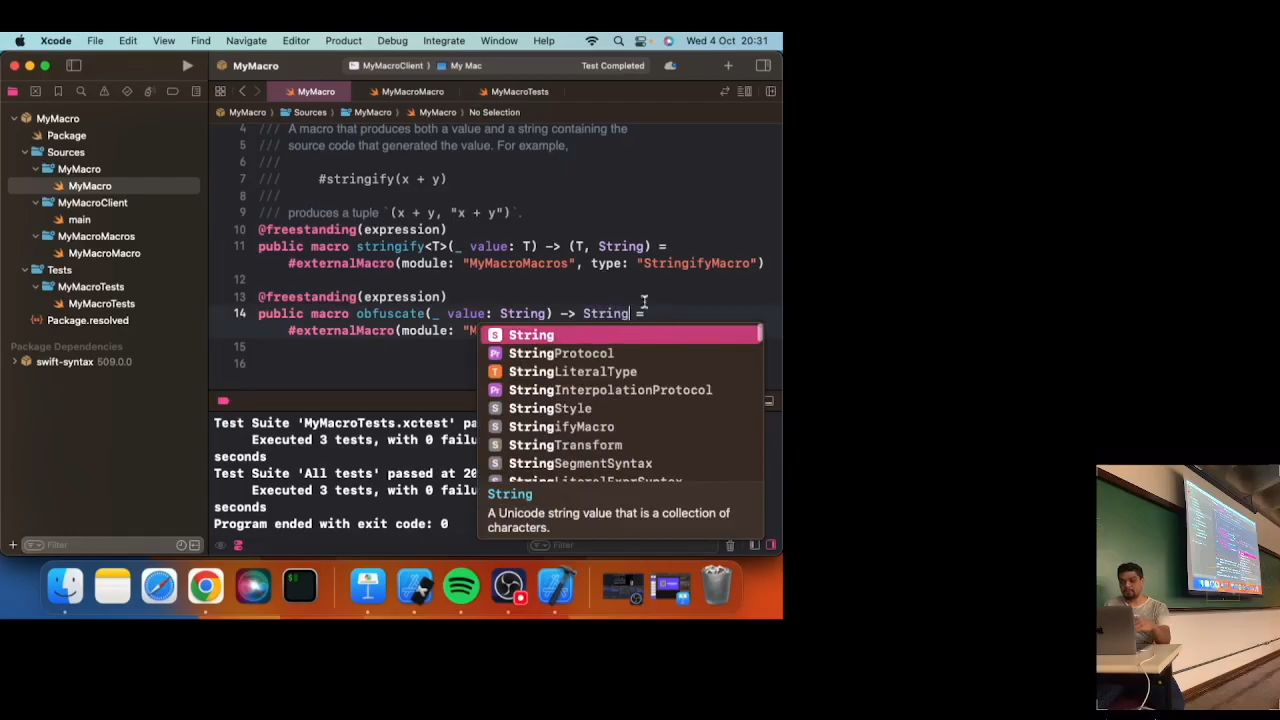 Xcode File Edit View Find Navigate Editor Product Debug Integrate Window Help Wed 4 Oct 20:31
MyMacro MyMacroClient My Mac Test Completed
MyMacro MyMacroMacro MyMacroTests
MyMacro Sources MyMacro MyMacro No Selection
MyMacro
Package
Sources
MyMacro
MyMacro
MyMacroClient
main
MyMacroMacros
MyMacroMacro
Tests
MyMacroTests
MyMacroTests
Package.resolved
Package Dependencies
swift-syntax 509.0.0
Filter
4 /// A macro that produces both a value and a string containing the
5 /// source code that generated the value. For example,
6 ///
7 /// #stringify(x + y)
8 ///
9 /// produces a tuple `(x + y, "x + y")`.
10 @freestanding(expression)
11 public macro stringify<T>(_ value: T) -> (T, String) =
#externalMacro(module: "MyMacroMacros", type: "StringifyMacro")
12
13 @freestanding(expression)
14 public macro obfuscate(_ value: String) -> String =
#externalMacro(module: "M
15
16
S String
Pr StringProtocol
T StringLiteralType
Pr StringInterpolationProtocol
S StringStyle
S StringifyMacro
S StringTransform
S StringSegmentSyntax
StringLiteralExprSyntax
String
A Unicode string value that is a collection of
characters.
Test Suite 'MyMacroTests.xctest' pa
Executed 3 tests, with 0 failu
seconds
Test Suite 'All tests' passed at 20
Executed 3 tests, with 0 failu
seconds
Program ended with exit code: 0
Filter